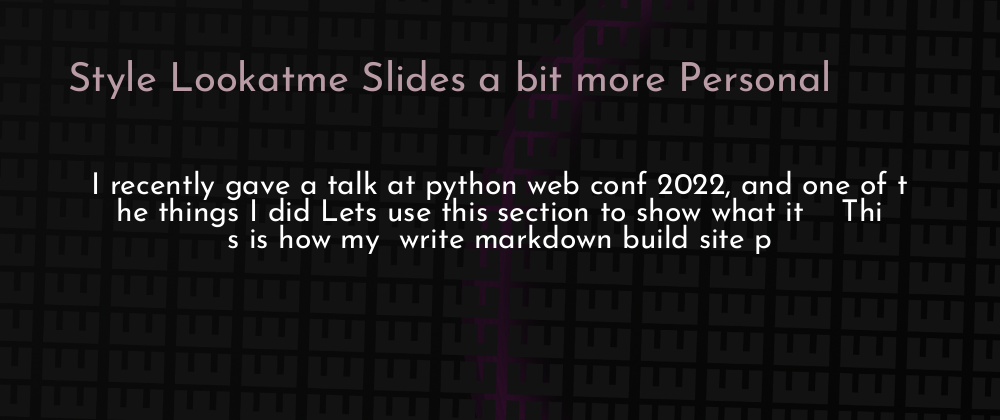 Style Lookatme Slides a bit more Personal
I recently gave a talk at python web conf 2022, and one of t
he things I did Lets use this section to show what it    Thi
s is how my  write markdown build site p